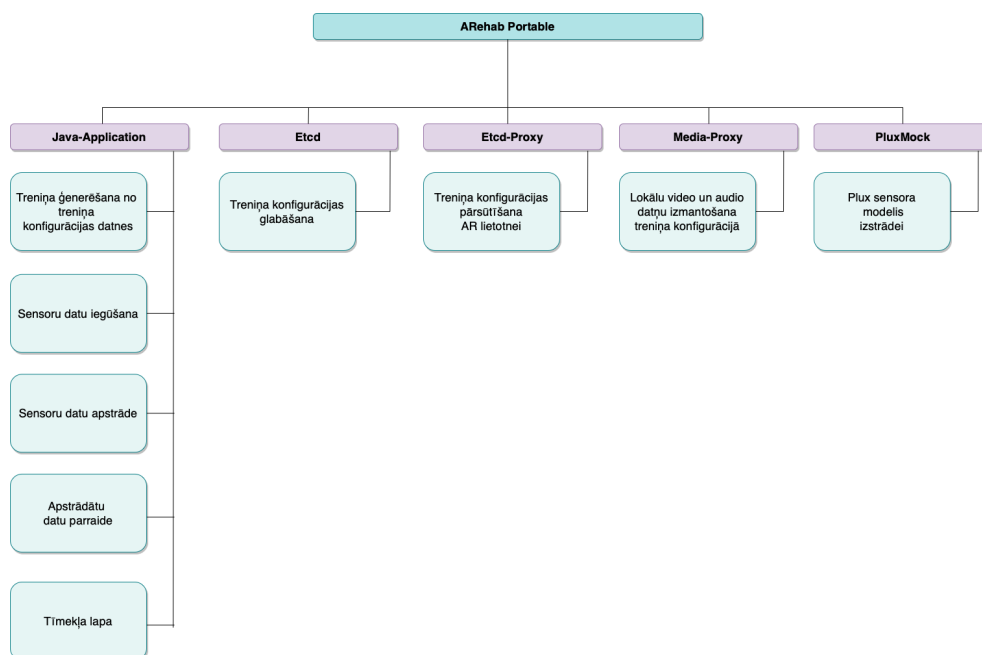 ARehab Portable
Java-Application
Etcd
Etcd-Proxy
Media-Proxy
PluxMock
Treniņa ģenerēšana no
treniņa
konfigurācijas datnes
Sensoru datu iegūšana
Sensoru datu apstrāde
Apstrādātu
datu parraide
Tīmekļa lapa
Treniņa konfigurācijas
glabāšana
Treniņa konfigurācijas
pārsūtīšana
AR lietotnei
Lokālu video un audio
datņu izmantošana
treniņa konfigurācijā
Plux sensora
modelis
izstrādei